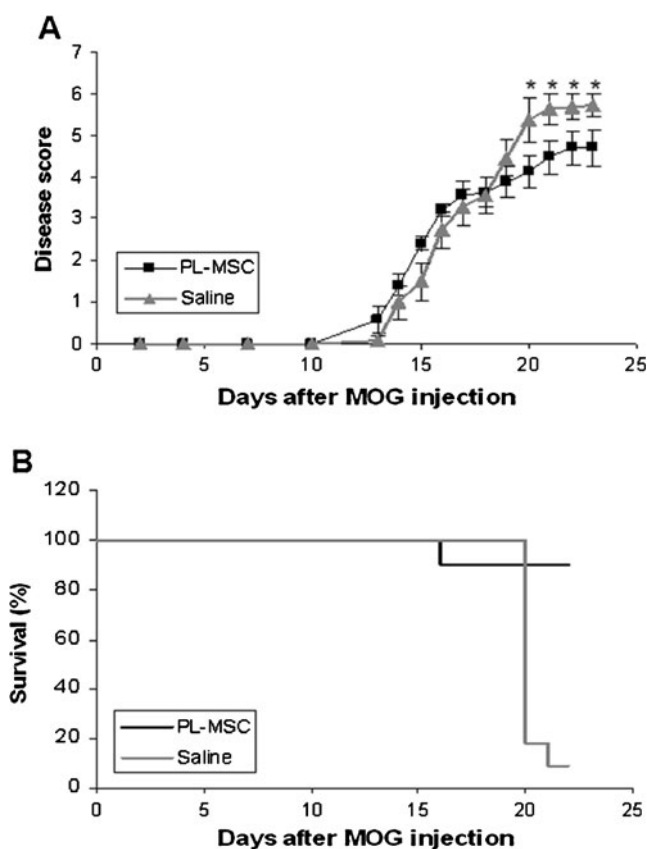 A
7
6
5
4
3
2
1
0
Disease score
* * * *
PL-MSC
Saline
0 5 10 15 20 25
Days after MOG injection
B
120
100
80
60
40
20
0
Survival (%)
PL-MSC
Saline
0 5 10 15 20 25
Days after MOG injection